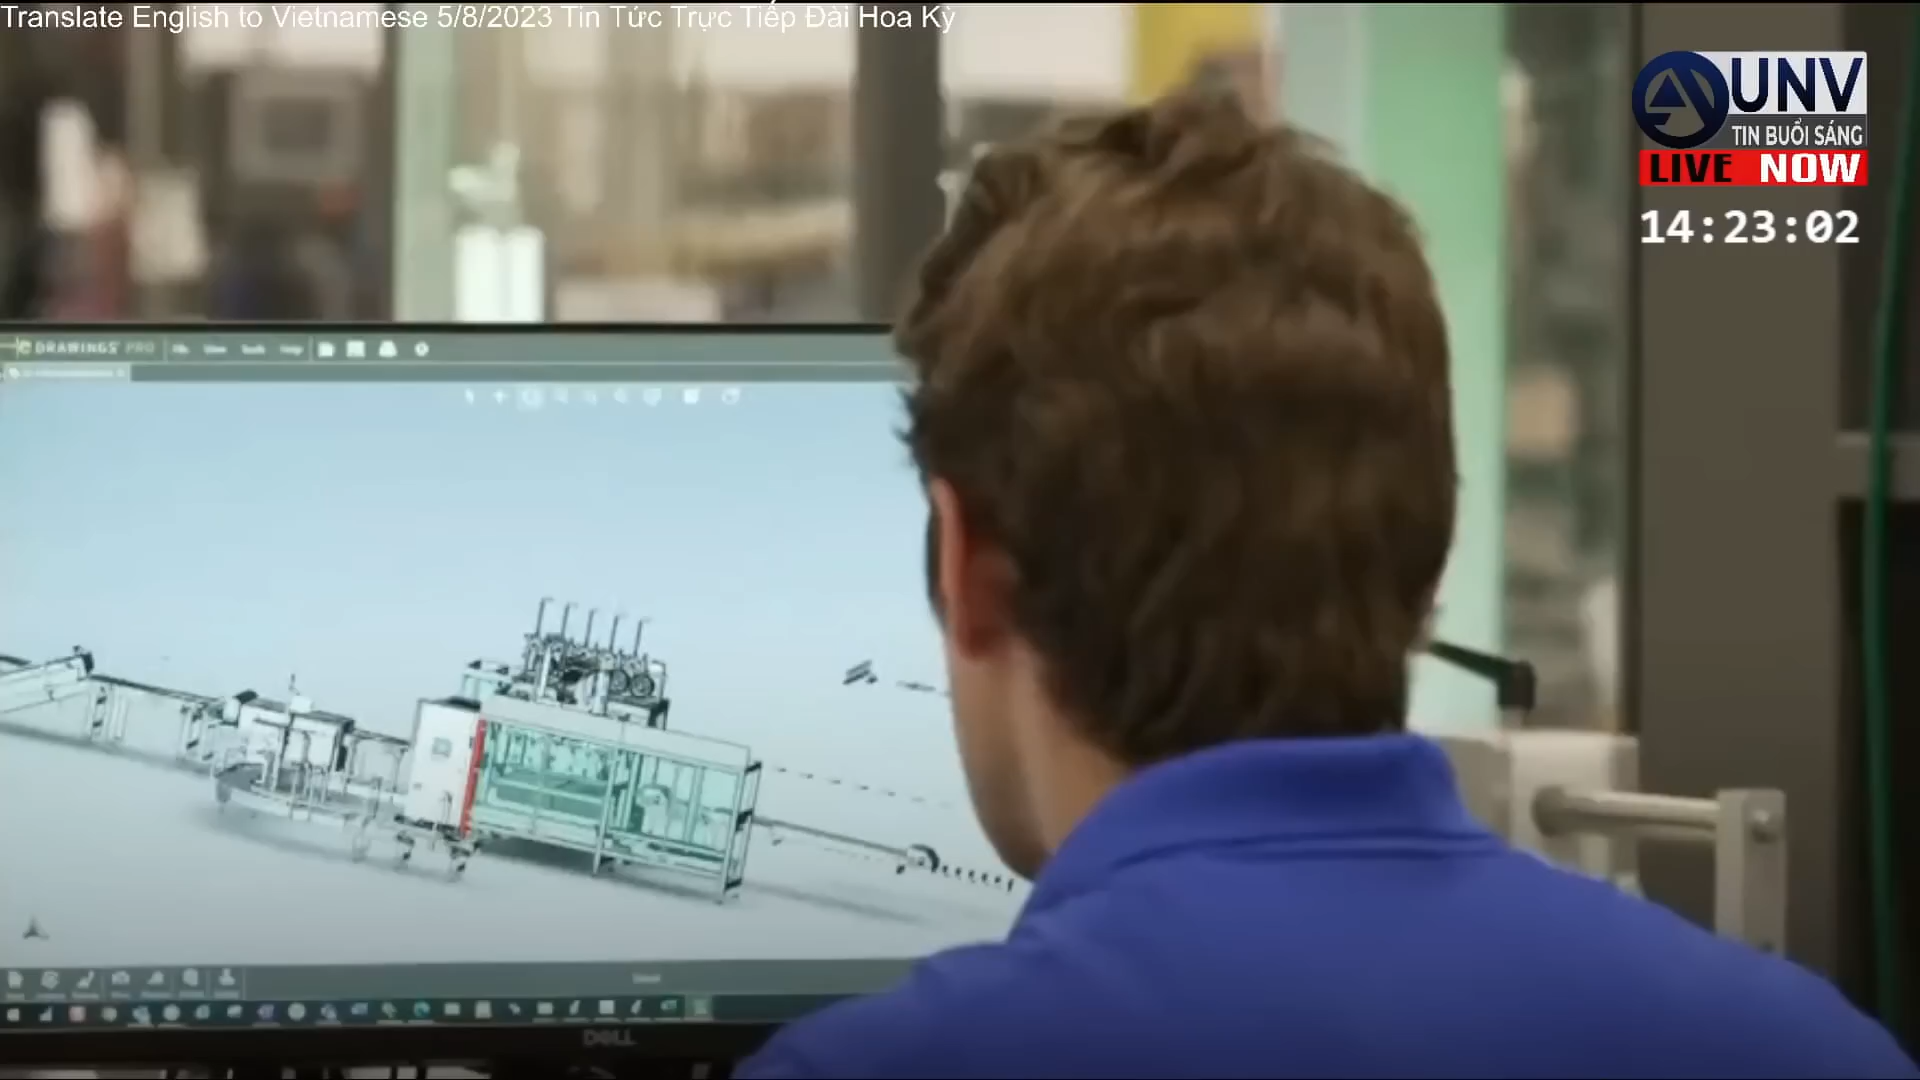 Translate English to Vietnamese 5/8/2023 Tin Tức Trực Tiếp Đài Hoa Kỳ
UNV
TIN BUỔI SÁNG
LIVE NOW
14:23:02
DRAWINGS PRO
DELL